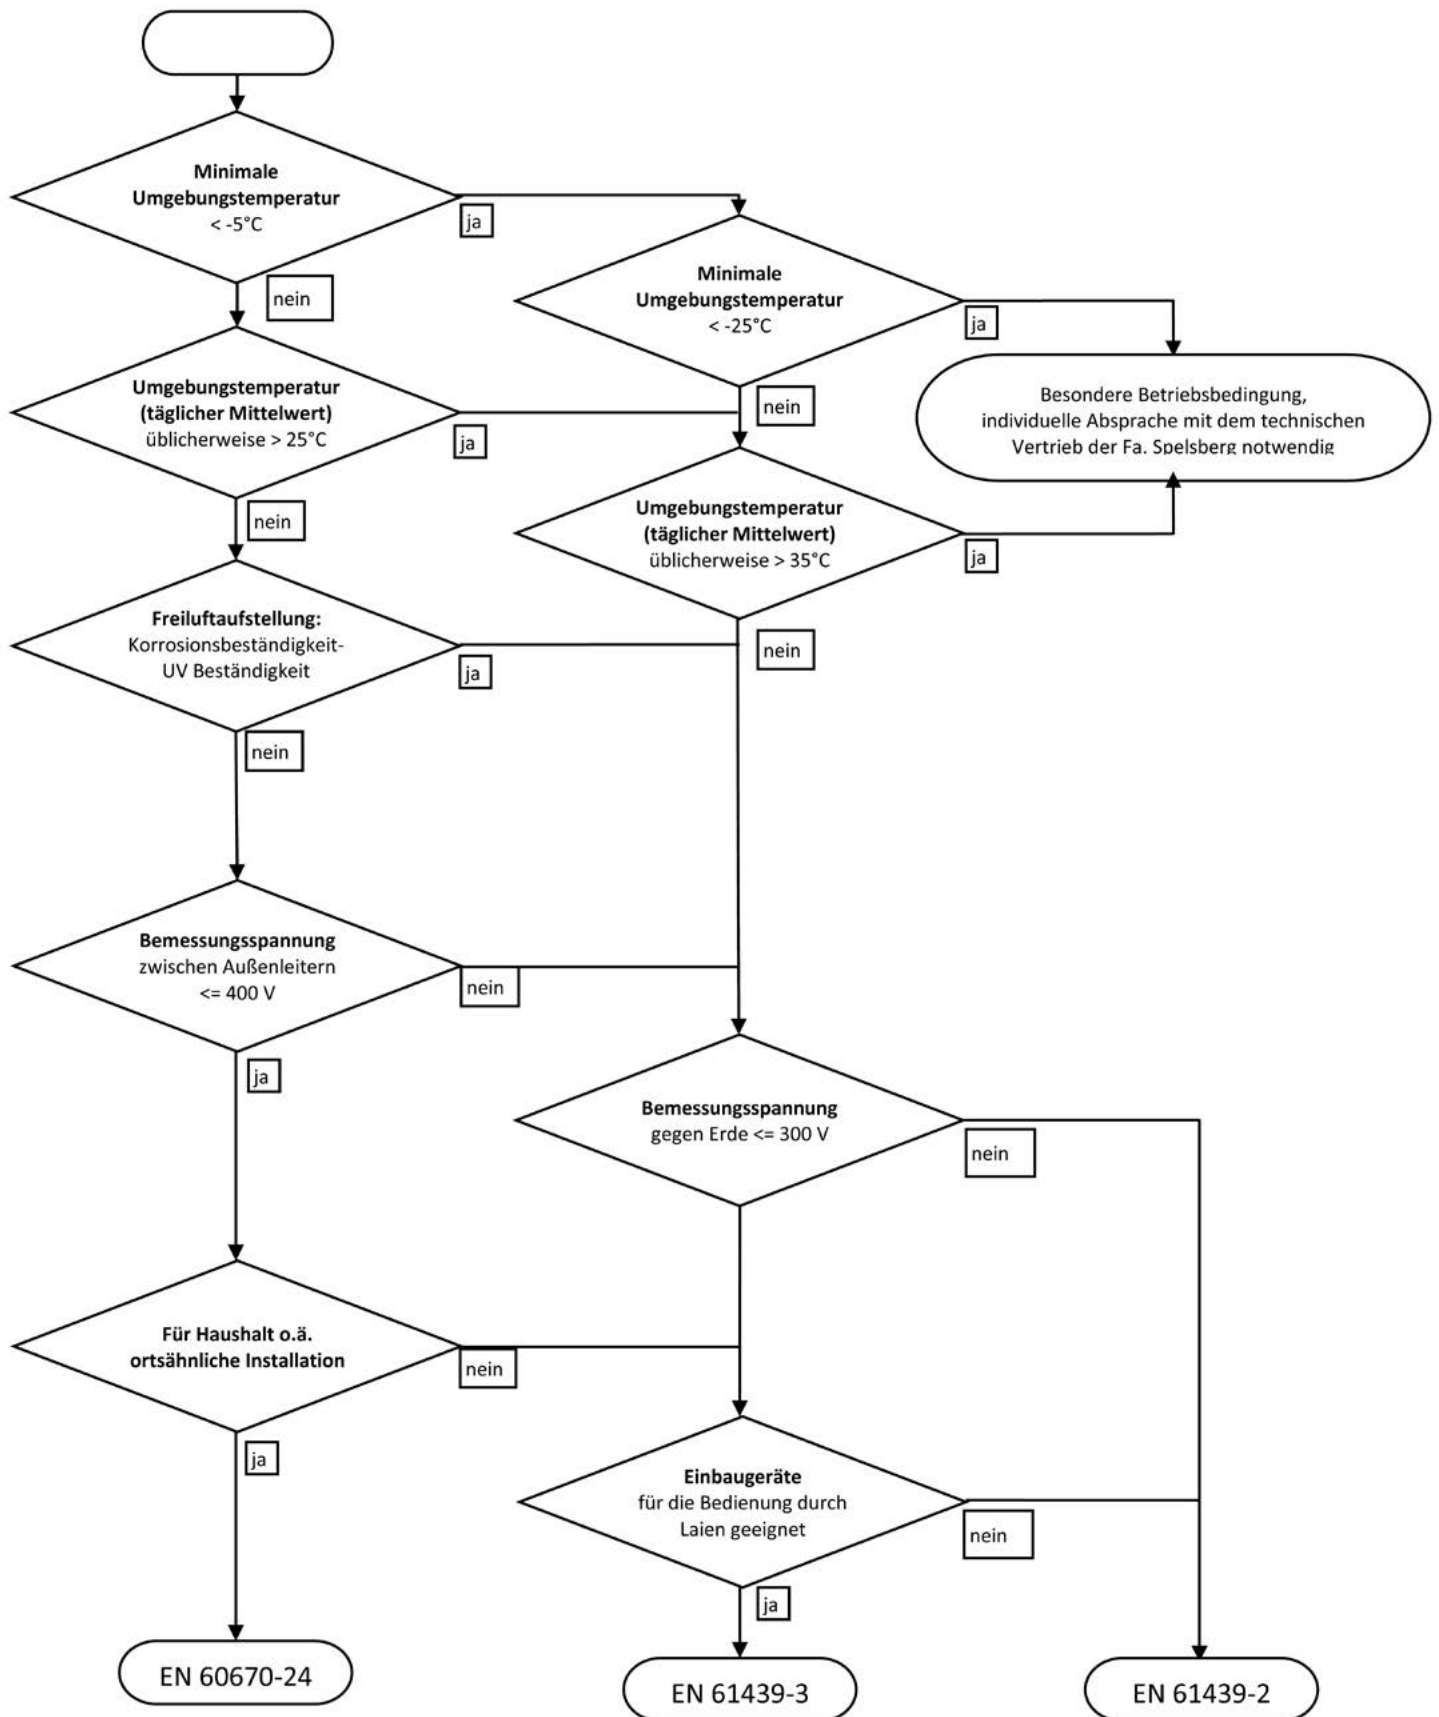 Minimale
Umgebungstemperatur
< -5°C
ja
nein
Minimale
Umgebungstemperatur
< -25°C
ja
nein
Besondere Betriebsbedingung,
individuelle Absprache mit dem technischen
Vertrieb der Fa. Spelsberg notwendig
Umgebungstemperatur
(täglicher Mittelwert)
üblicherweise > 25°C
ja
nein
Umgebungstemperatur
(täglicher Mittelwert)
üblicherweise > 35°C
ja
nein
Freiluftaufstellung:
Korrosionsbeständigkeit-
UV Beständigkeit
ja
nein
Bemessungsspannung
zwischen Außenleitern
<= 400 V
nein
ja
Bemessungsspannung
gegen Erde <= 300 V
nein
Für Haushalt o.ä.
ortsähnliche Installation
nein
ja
Einbaugeräte
für die Bedienung durch
Laien geeignet
nein
ja
EN 60670-24
EN 61439-3
EN 61439-2